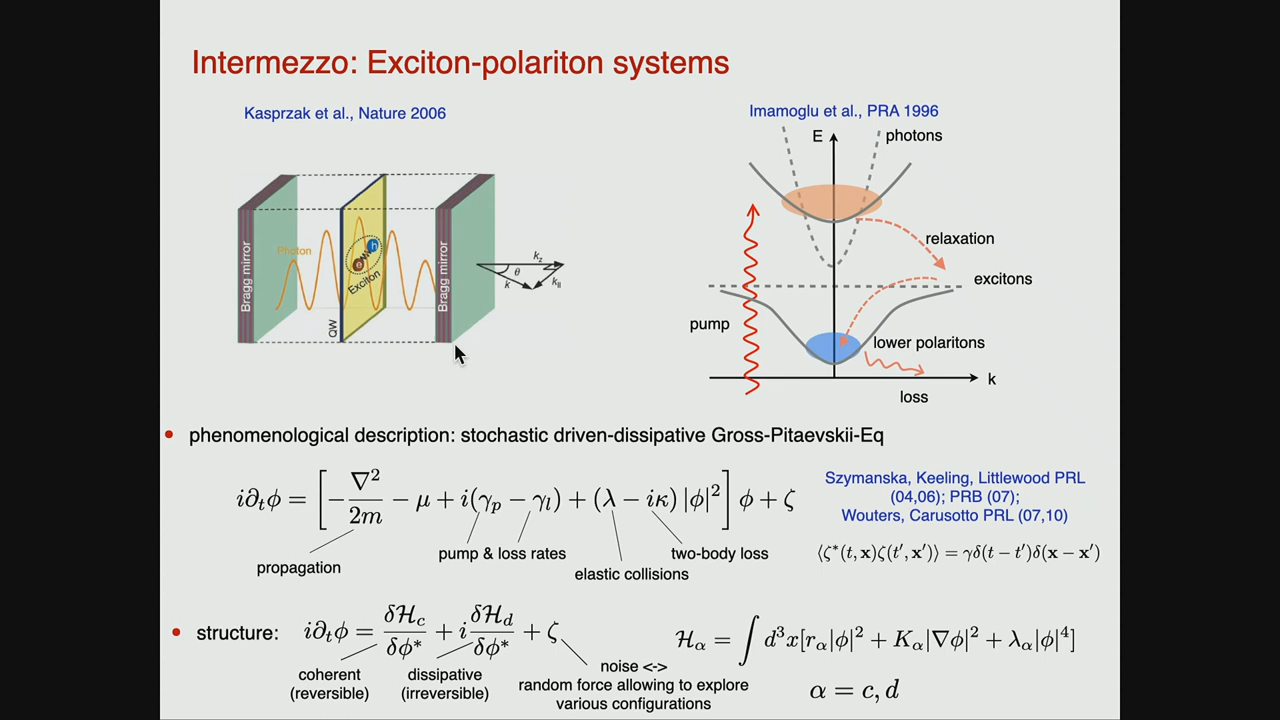 Intermezzo: Exciton-polariton systems
Kasprzak et al., Nature 2006
Imamoglu et al., PRA 1996
Bragg mirror
Photon
e
h
Exciton
QW
Bragg mirror
k_z
θ
k
k_∥
E
photons
relaxation
excitons
pump
lower polaritons
k
loss
• phenomenological description: stochastic driven-dissipative Gross-Pitaevskii-Eq
i∂_tϕ = [−∇²/2m − μ + i(γ_p − γ_l) + (λ − iκ) |ϕ|²] ϕ + ζ
propagation
pump & loss rates
elastic collisions
two-body loss
Szymanska, Keeling, Littlewood PRL
(04,06); PRB (07);
Wouters, Carusotto PRL (07,10)
⟨ζ*(t, x)ζ(t′, x′)⟩ = γδ(t − t′)δ(x − x′)
• structure:
i∂_tϕ = δH_c/δϕ* + i δH_d/δϕ* + ζ
coherent
(reversible)
dissipative
(irreversible)
noise <->
random force allowing to explore
various configurations
H_α = ∫ d³x[r_α|ϕ|² + K_α|∇ϕ|² + λ_α|ϕ|⁴]
α = c, d